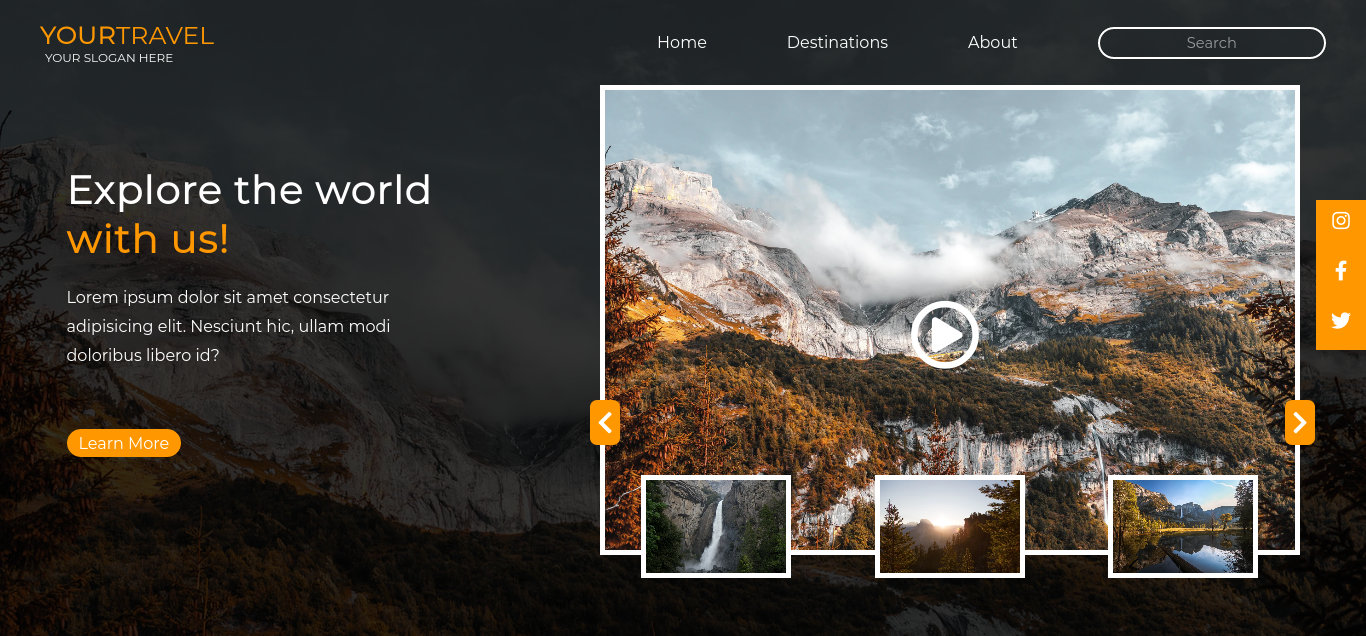 YOURTRAVEL
YOUR SLOGAN HERE
Home
Destinations
About
Search
Explore the world
with us!
Lorem ipsum dolor sit amet consectetur
adipisicing elit. Nesciunt hic, ullam modi
doloribus libero id?
Learn More